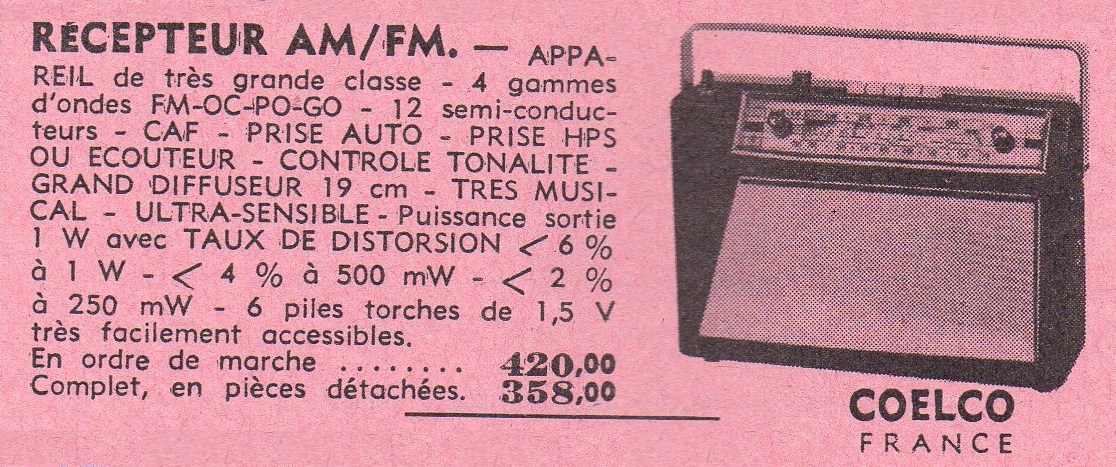 RÉCEPTEUR AM/FM. — APPA-
REIL de très grande classe - 4 gammes
d'ondes FM-OC-PO-GO - 12 semi-conduc-
teurs - CAF - PRISE AUTO - PRISE HPS
OU ECOUTEUR - CONTROLE TONALITE -
GRAND DIFFUSEUR 19 cm - TRES MUSI-
CAL - ULTRA-SENSIBLE - Puissance sortie
1 W avec TAUX DE DISTORSION < 6 %
à 1 W - < 4 % à 500 mW - < 2 %
à 250 mW - 6 piles torches de 1,5 V
très facilement accessibles.
En ordre de marche ........ 420,00
Complet, en pièces détachées. 358,00
COELCO
FRANCE